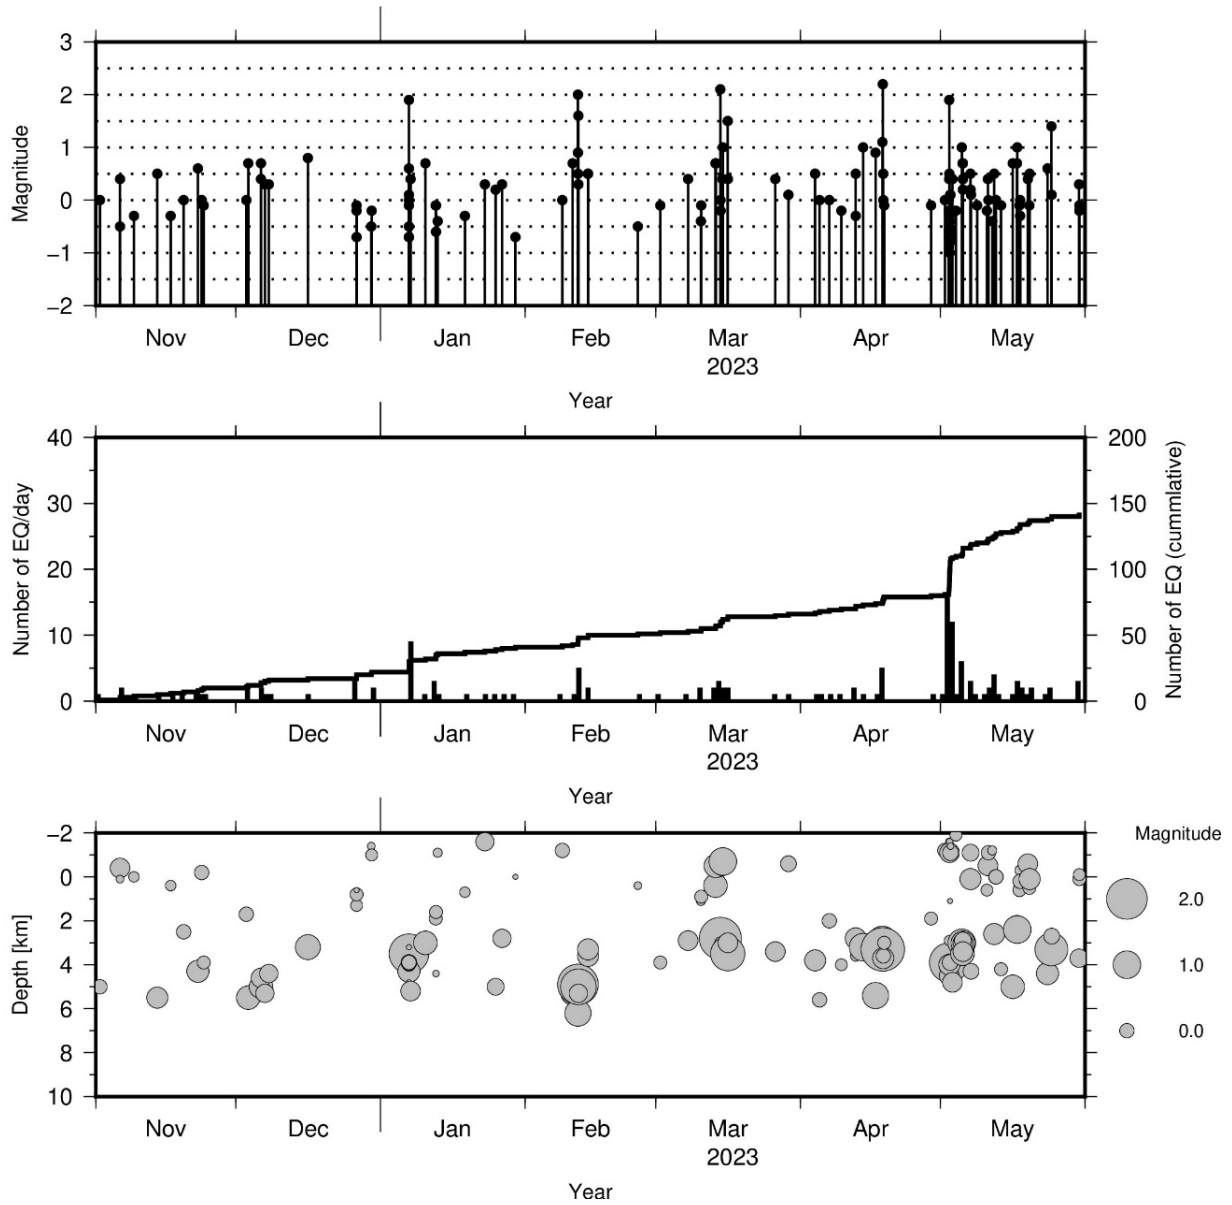 3
2
1
0
−1
−2
Magnitude
Nov Dec Jan Feb Mar Apr May
2023
Year
40
30
20
10
0
Number of EQ/day
200
150
100
50
0
Number of EQ (cummlative)
Nov Dec Jan Feb Mar Apr May
2023
Year
−2
0
2
4
6
8
10
Depth [km]
Magnitude
2.0
1.0
0.0
Nov Dec Jan Feb Mar Apr May
2023
Year